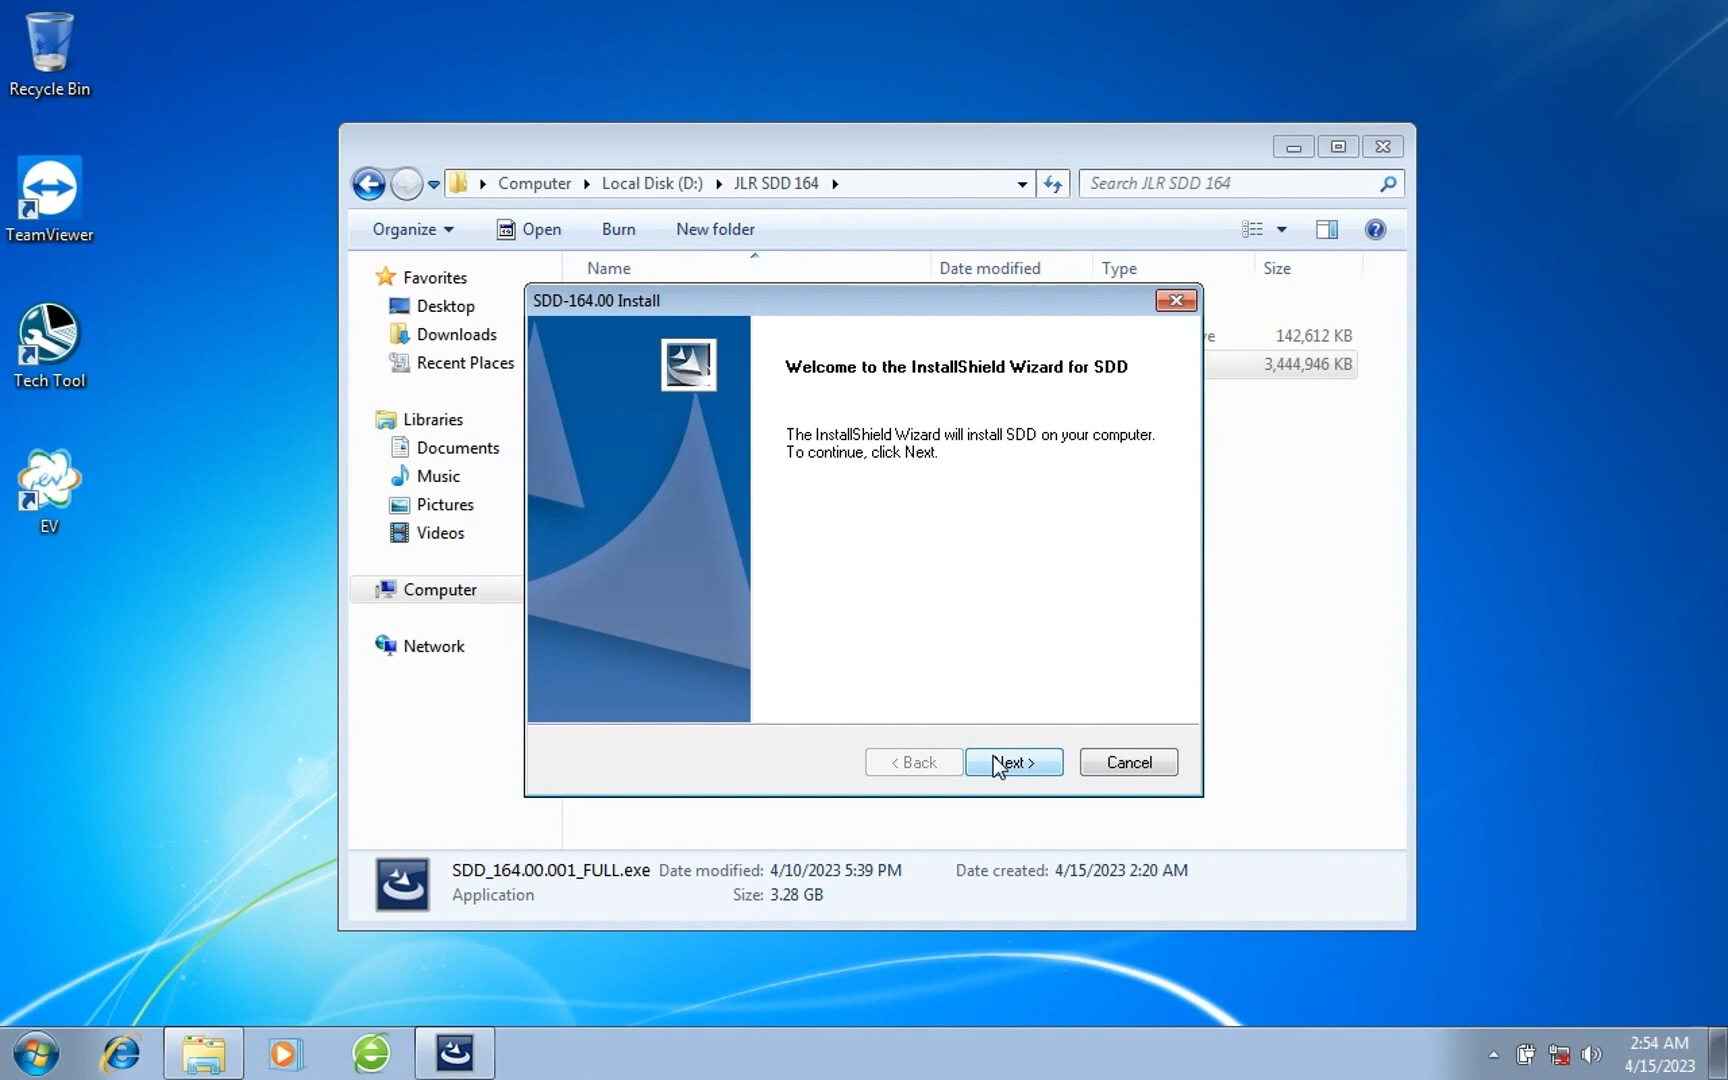 Recycle Bin
TeamViewer
Tech Tool
EV
Computer
Local Disk (D:)
JLR SDD 164
Search JLR SDD 164
Organize
Open
Burn
New folder
Name
Date modified
Type
Size
Favorites
Desktop
Downloads
Recent Places
Libraries
Documents
Music
Pictures
Videos
Computer
Network
142,612 KB
3,444,946 KB
SDD-164.00 Install
Welcome to the InstallShield Wizard for SDD
The InstallShield Wizard will install SDD on your computer.
To continue, click Next.
< Back
Next >
Cancel
SDD_164.00.001_FULL.exe Date modified: 4/10/2023 5:39 PM Date created: 4/15/2023 2:20 AM
Application Size: 3.28 GB
2:54 AM
4/15/2023